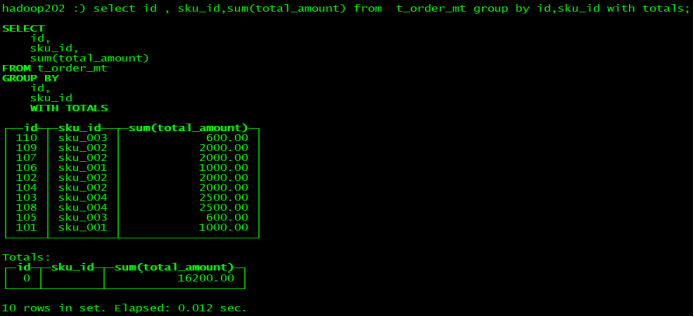 hadoop202 :) select id , sku_id,sum(total_amount) from  t_order_mt group by id,sku_id with totals;
SELECT
    id,
    sku_id,
    sum(total_amount)
FROM t_order_mt
GROUP BY
    id,
    sku_id
    WITH TOTALS
┌──id─┬─sku_id──┬─sum(total_amount)─┐
│ 110 │ sku_003 │            600.00 │
│ 109 │ sku_002 │           2000.00 │
│ 107 │ sku_002 │           2000.00 │
│ 106 │ sku_001 │           1000.00 │
│ 102 │ sku_002 │           2000.00 │
│ 104 │ sku_002 │           2000.00 │
│ 103 │ sku_004 │           2500.00 │
│ 108 │ sku_004 │           2500.00 │
│ 105 │ sku_003 │            600.00 │
│ 101 │ sku_001 │           1000.00 │
└─────┴─────────┴───────────────────┘
Totals:
┌─id─┬─sku_id─┬─sum(total_amount)─┐
│  0 │        │          16200.00 │
└────┴────────┴───────────────────┘
10 rows in set. Elapsed: 0.012 sec.